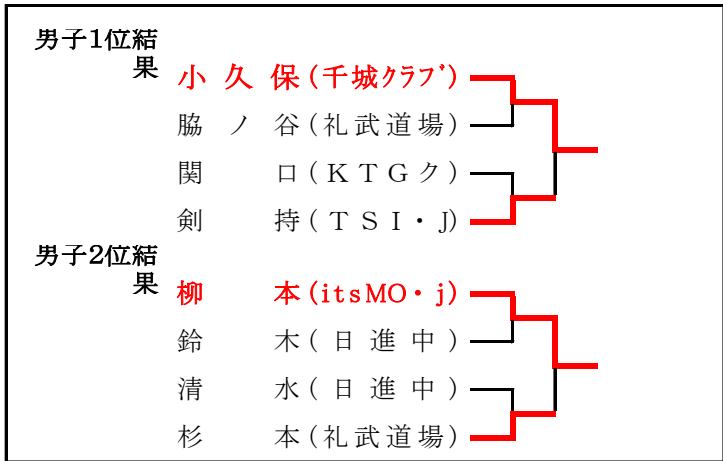 男子1位結果
小久保(千城ｸﾗﾌﾞ)
脇ノ谷(礼武道場)
関口(ＫＴＧク)
剣持(ＴＳＩ・J)
男子2位結果
柳本(itsMO・j)
鈴木(日進中)
清水(日進中)
杉本(礼武道場)